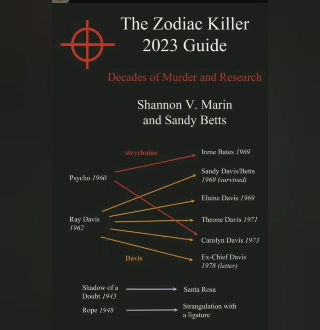 The Zodiac Killer
2023 Guide
Decades of Murder and Research
Shannon V. Marin
and Sandy Betts
strychnine
Irene Bates 1969
Psycho 1960
Sandy Davis/Betts
1969 (survived)
Elaine Davis 1969
Ray Davis
1962
Theone Davis 1971
Carolyn Davis 1973
Davis
Ex-Chief Davis
1978 (letter)
Shadow of a
Doubt 1943
Santa Rosa
Rope 1948
Strangulation with
a ligature